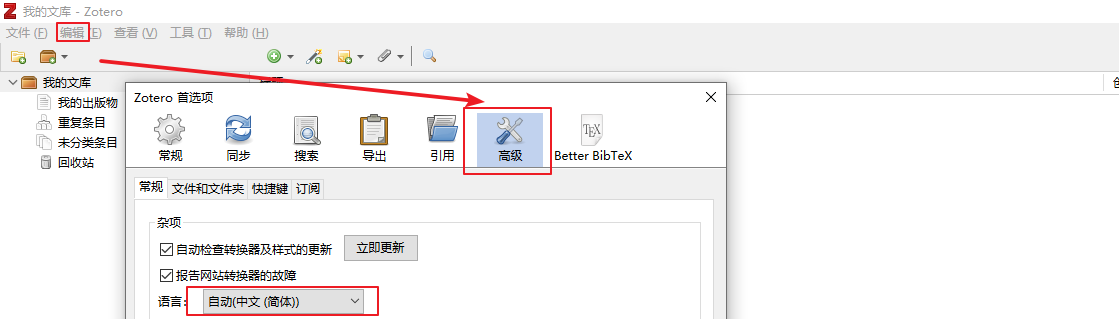 我的文库 - Zotero
文件 (F) 编辑 (E) 查看 (V) 工具 (T) 帮助 (H)
我的文库
我的出版物
重复条目
未分类条目
回收站
Zotero 首选项
常规 同步 搜索 导出 引用 高级 Better BibTeX
常规 文件和文件夹 快捷键 订阅
杂项
自动检查转换器及样式的更新 立即更新
报告网站转换器的故障
语言: 自动(中文 (简体))